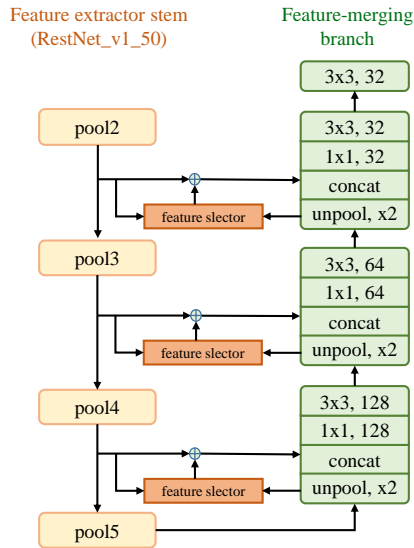 Feature extractor stem
(RestNet_v1_50)
Feature-merging
branch
3x3, 32
pool2
3x3, 32
1x1, 32
concat
unpool, x2
feature slector
pool3
3x3, 64
1x1, 64
concat
unpool, x2
feature slector
pool4
3x3, 128
1x1, 128
concat
unpool, x2
feature slector
pool5